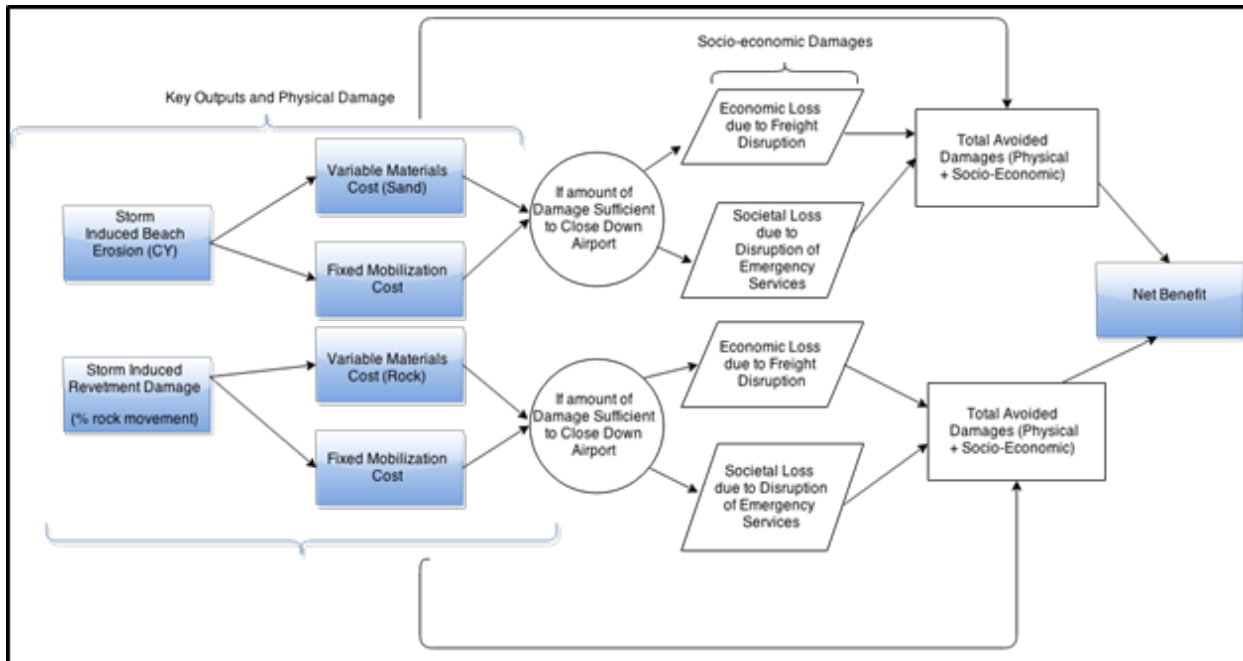 Socio-economic Damages
Key Outputs and Physical Damage
Storm
Induced Beach
Erosion (CY)
Variable Materials
Cost (Sand)
Fixed Mobilization
Cost
If amount of
Damage Sufficient
to Close Down
Airport
Economic Loss
due to Freight
Disruption
Societal Loss
due to
Disruption of
Emergency
Services
Total Avoided
Damages (Physical
+ Socio-Economic)
Net Benefit
Storm Induced
Revetment Damage
(% rock movement)
Variable Materials
Cost (Rock)
Fixed Mobilization
Cost
If amount of
Damage Sufficient
to Close Down
Airport
Economic Loss
due to Freight
Disruption
Societal Loss
due to Disruption
of Emergency
Services
Total Avoided
Damages (Physical
+ Socio-Economic)